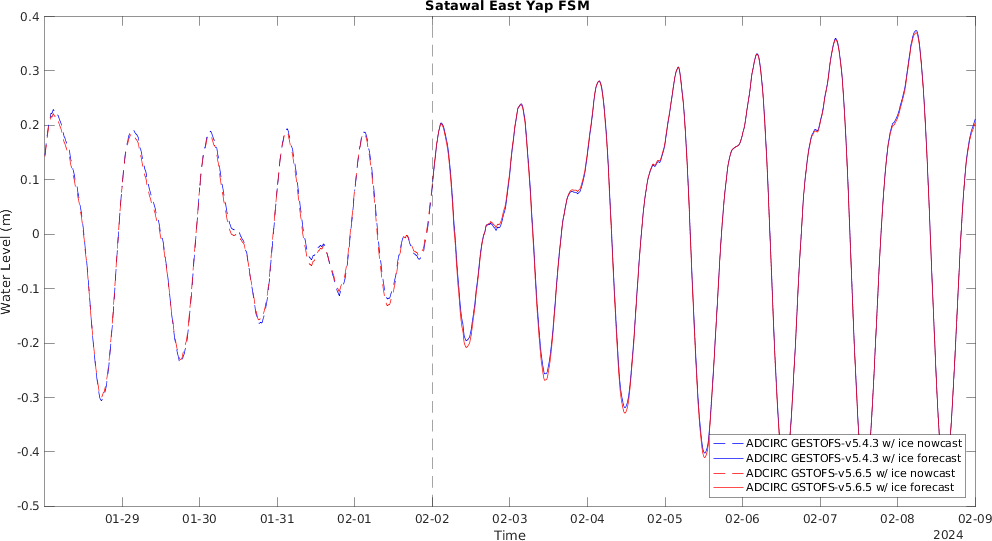 Satawal East Yap FSM
0.4
0.3
0.2
0.1
0
-0.1
-0.2
-0.3
-0.4
-0.5
Water Level (m)
ADCIRC GESTOFS-v5.4.3 w/ ice nowcast
ADCIRC GESTOFS-v5.4.3 w/ ice forecast
ADCIRC GSTOFS-v5.6.5 w/ ice nowcast
ADCIRC GSTOFS-v5.6.5 w/ ice forecast
01-29 01-30 01-31 02-01 02-02 02-03 02-04 02-05 02-06 02-07 02-08 02-09
Time
2024